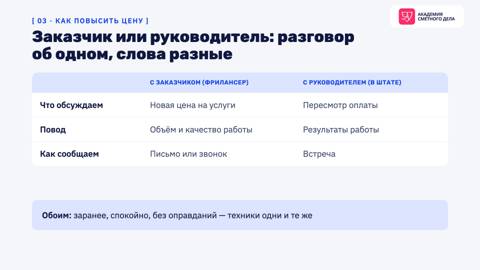 [ 03 · КАК ПОВЫСИТЬ ЦЕНУ ]
АКАДЕМИЯ
СМЕТНОГО ДЕЛА
Заказчик или руководитель: разговор
об одном, слова разные
С ЗАКАЗЧИКОМ (ФРИЛАНСЕР) С РУКОВОДИТЕЛЕМ (В ШТАТЕ)
Что обсуждаем Новая цена на услуги Пересмотр оплаты
Повод Объём и качество работы Результаты работы
Как сообщаем Письмо или звонок Встреча
Обоим: заранее, спокойно, без оправданий — техники одни и те же